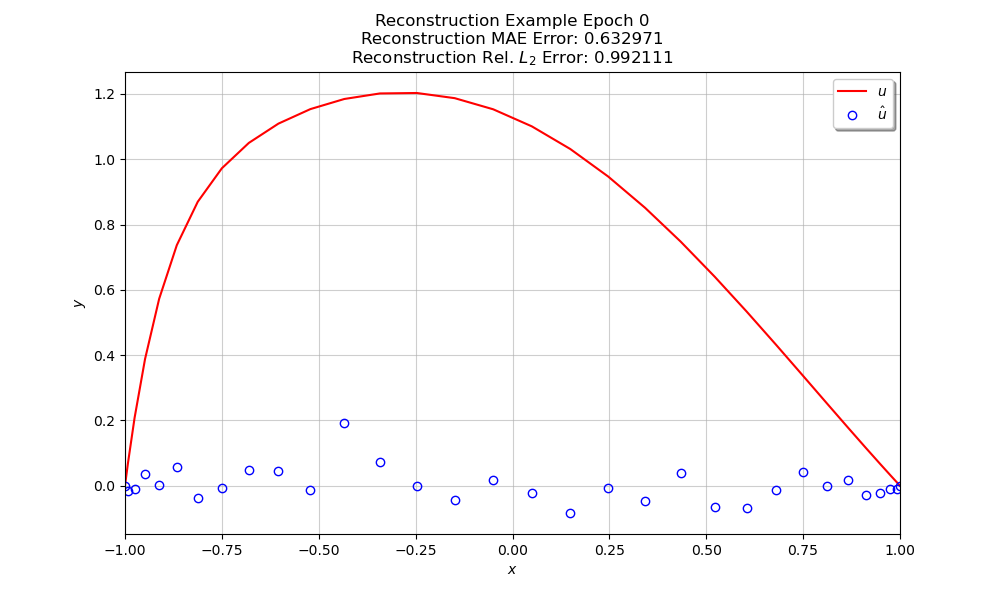 Reconstruction Example Epoch 0
Reconstruction MAE Error: 0.632971
Reconstruction Rel. $L_2$ Error: 0.992111
u
û
1.2
1.0
0.8
0.6
0.4
0.2
0.0
y
−1.00 −0.75 −0.50 −0.25 0.00 0.25 0.50 0.75 1.00
x